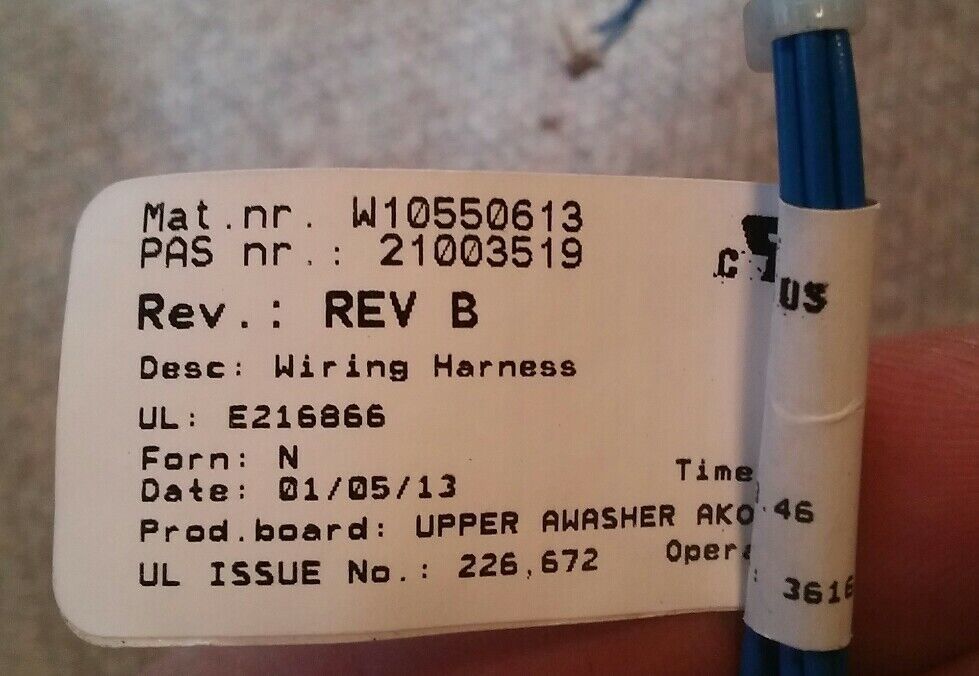 Mat.nr. W10550613
PAS nr.: 21003519
c US
Rev.: REV B
Desc: Wiring Harness
UL: E216866
Forn: N
Time
Date: 01/05/13
Prod.board: UPPER AWASHER AKO 46
UL ISSUE No.: 226,672
: 3616